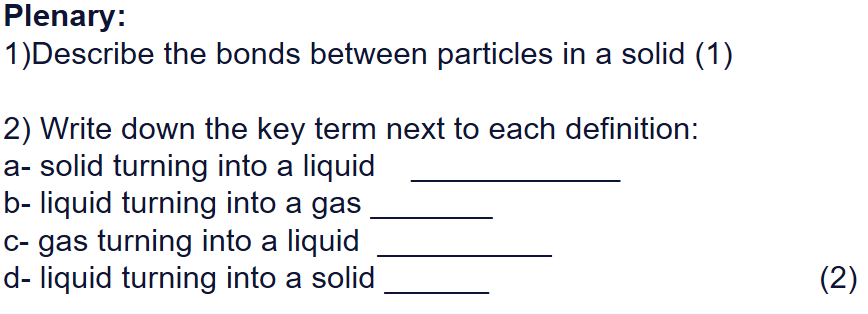 Plenary:
1)Describe the bonds between particles in a solid (1)
2) Write down the key term next to each definition:
a- solid turning into a liquid ____________
b- liquid turning into a gas _______
c- gas turning into a liquid __________
d- liquid turning into a solid ______ (2)